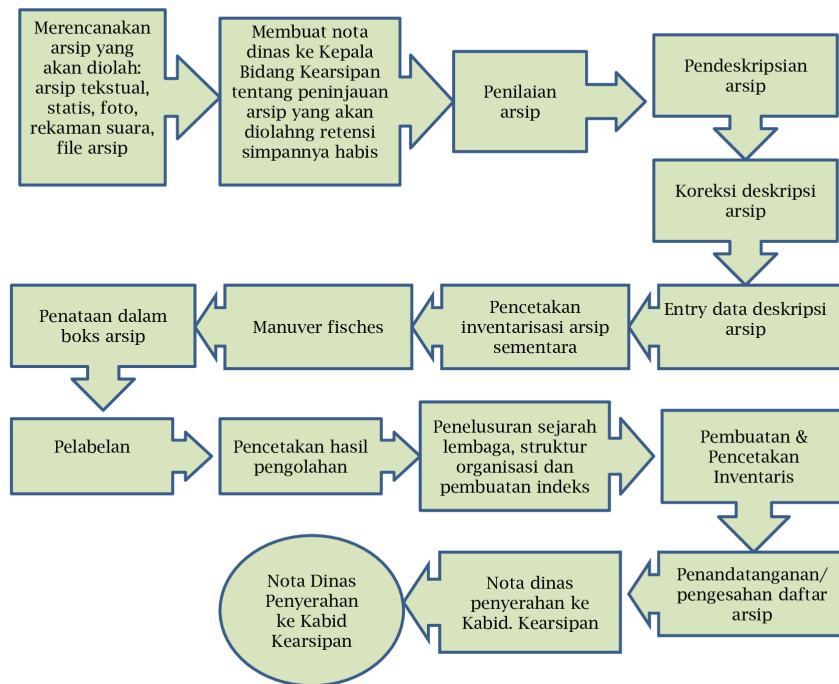 Merencanakan
arsip yang
akan diolah:
arsip tekstual,
statis, foto,
rekaman suara,
file arsip
Membuat nota
dinas ke Kepala
Bidang Kearsipan
tentang peninjauan
arsip yang akan
diolahng retensi
simpannya habis
Penilaian
arsip
Pendeskripsian
arsip
Koreksi deskripsi
arsip
Entry data deskripsi
arsip
Pencetakan
inventarisasi arsip
sementara
Manuver fisches
Penataan dalam
boks arsip
Pelabelan
Pencetakan hasil
pengolahan
Penelusuran sejarah
lembaga, struktur
organisasi dan
pembuatan indeks
Pembuatan &
Pencetakan
Inventaris
Penandatanganan/
pengesahan daftar
arsip
Nota dinas
penyerahan ke
Kabid. Kearsipan
Nota Dinas
Penyerahan
ke Kabid
Kearsipan